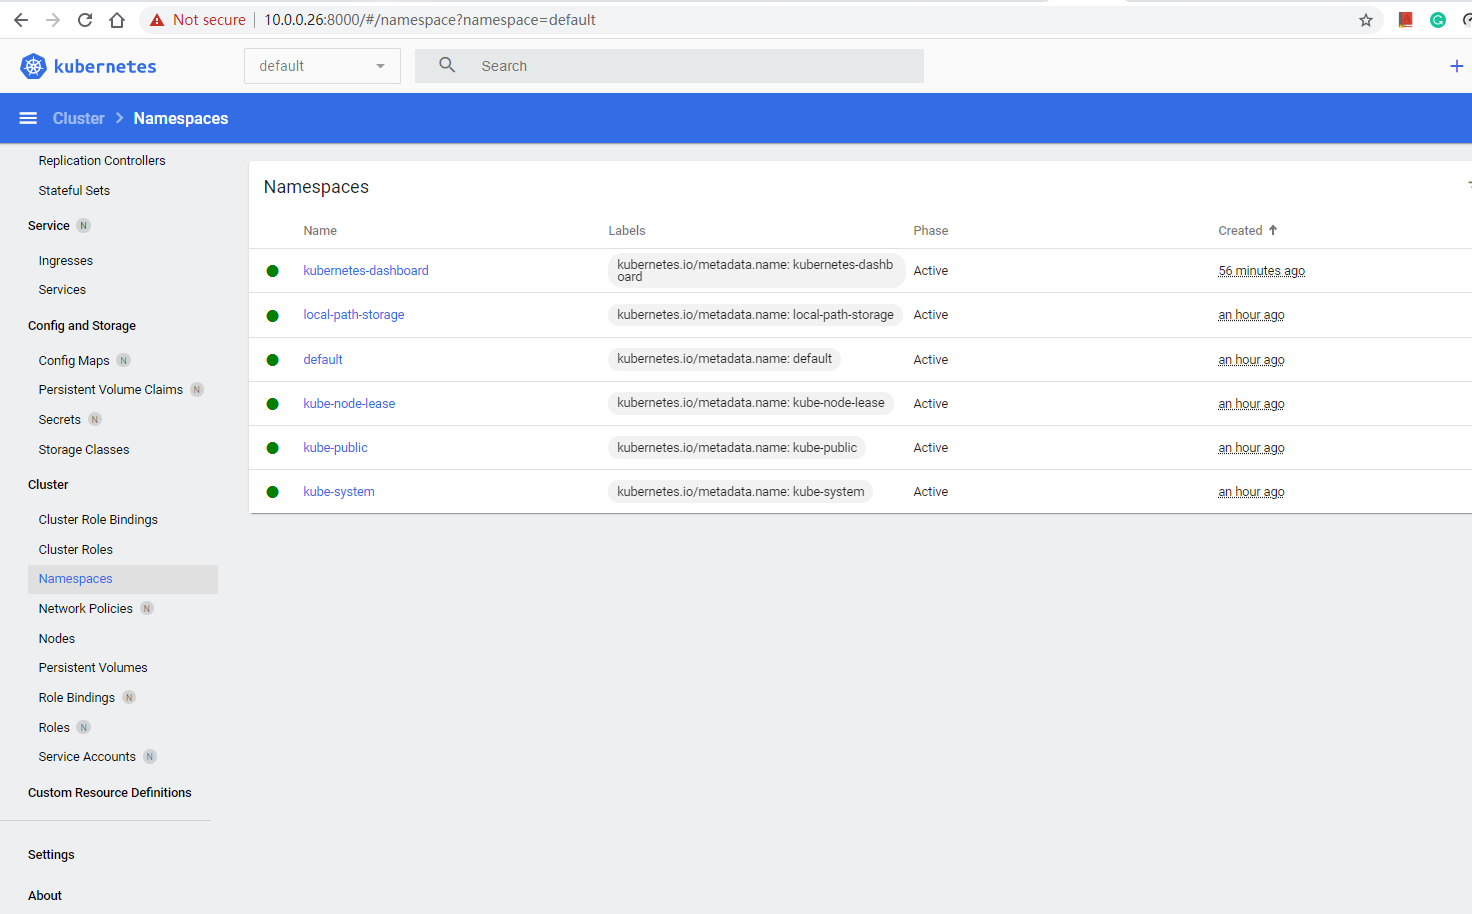 Not secure 10.0.0.26:8000/#/namespace?namespace=default
kubernetes default Search
Cluster Namespaces
Replication Controllers
Stateful Sets
Service N
Ingresses
Services
Config and Storage
Config Maps N
Persistent Volume Claims N
Secrets N
Storage Classes
Cluster
Cluster Role Bindings
Cluster Roles
Namespaces
Network Policies N
Nodes
Persistent Volumes
Role Bindings N
Roles N
Service Accounts N
Custom Resource Definitions
Settings
About
Namespaces
Name Labels Phase Created
kubernetes-dashboard kubernetes.io/metadata.name: kubernetes-dashb
oard Active 56 minutes ago
local-path-storage kubernetes.io/metadata.name: local-path-storage Active an hour ago
default kubernetes.io/metadata.name: default Active an hour ago
kube-node-lease kubernetes.io/metadata.name: kube-node-lease Active an hour ago
kube-public kubernetes.io/metadata.name: kube-public Active an hour ago
kube-system kubernetes.io/metadata.name: kube-system Active an hour ago